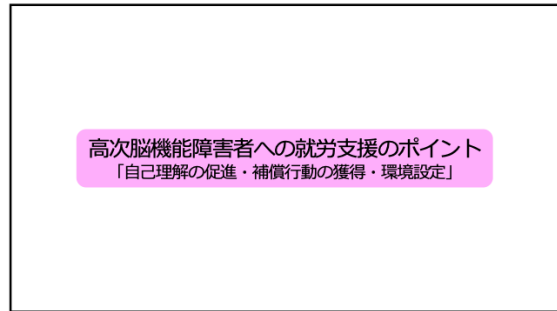 高次脳機能障害者への就労支援のポイント
「自己理解の促進・補償行動の獲得・環境設定」